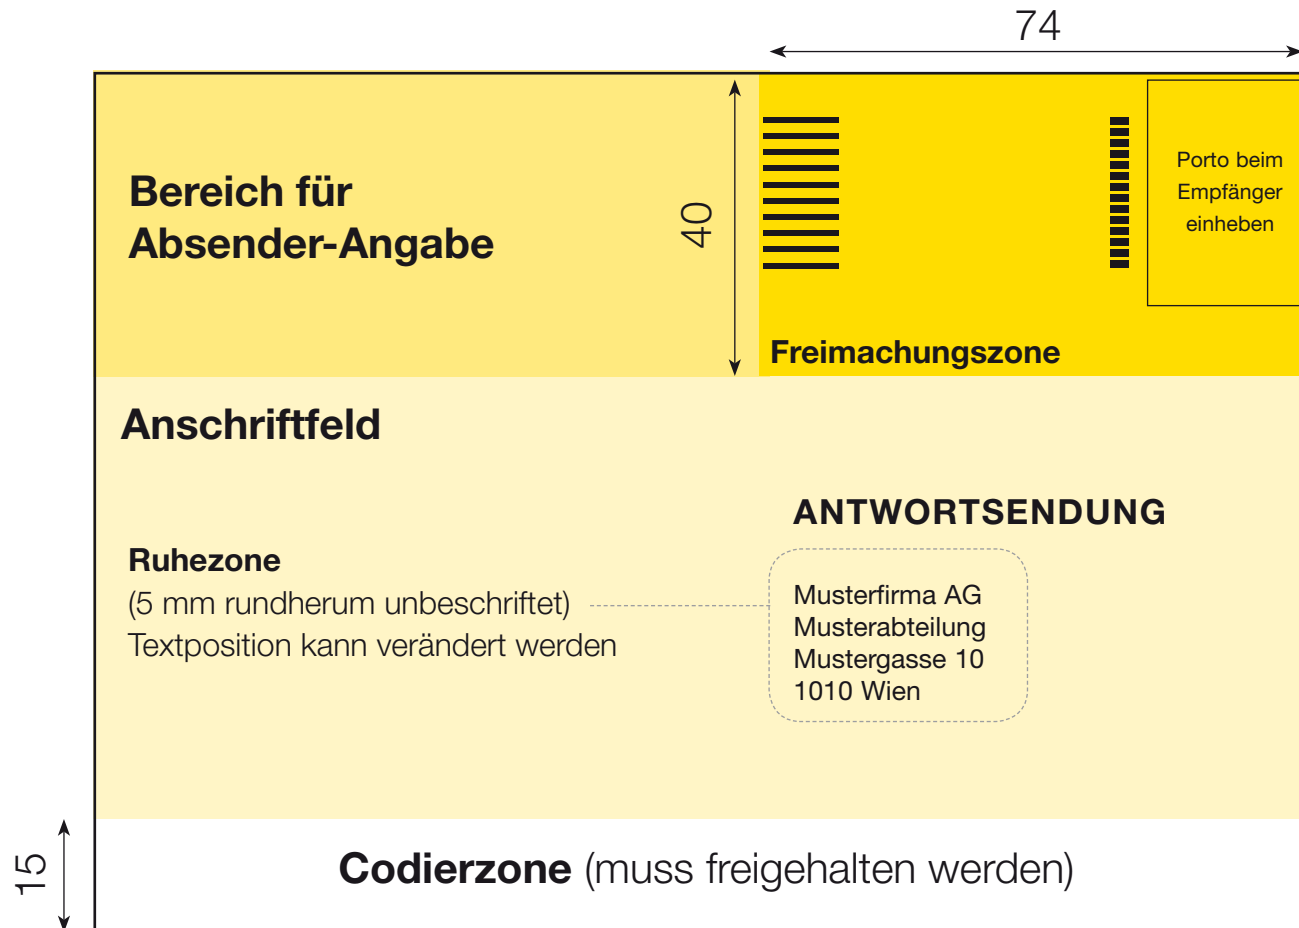 74
Bereich für
Absender-Angabe
40
Porto beim
Empfänger
einheben
Freimachungszone
Anschriftfeld
ANTWORTSENDUNG
Ruhezone
(5 mm rundherum unbeschriftet)
Textposition kann verändert werden
Musterfirma AG
Musterabteilung
Mustergasse 10
1010 Wien
15
Codierzone (muss freigehalten werden)